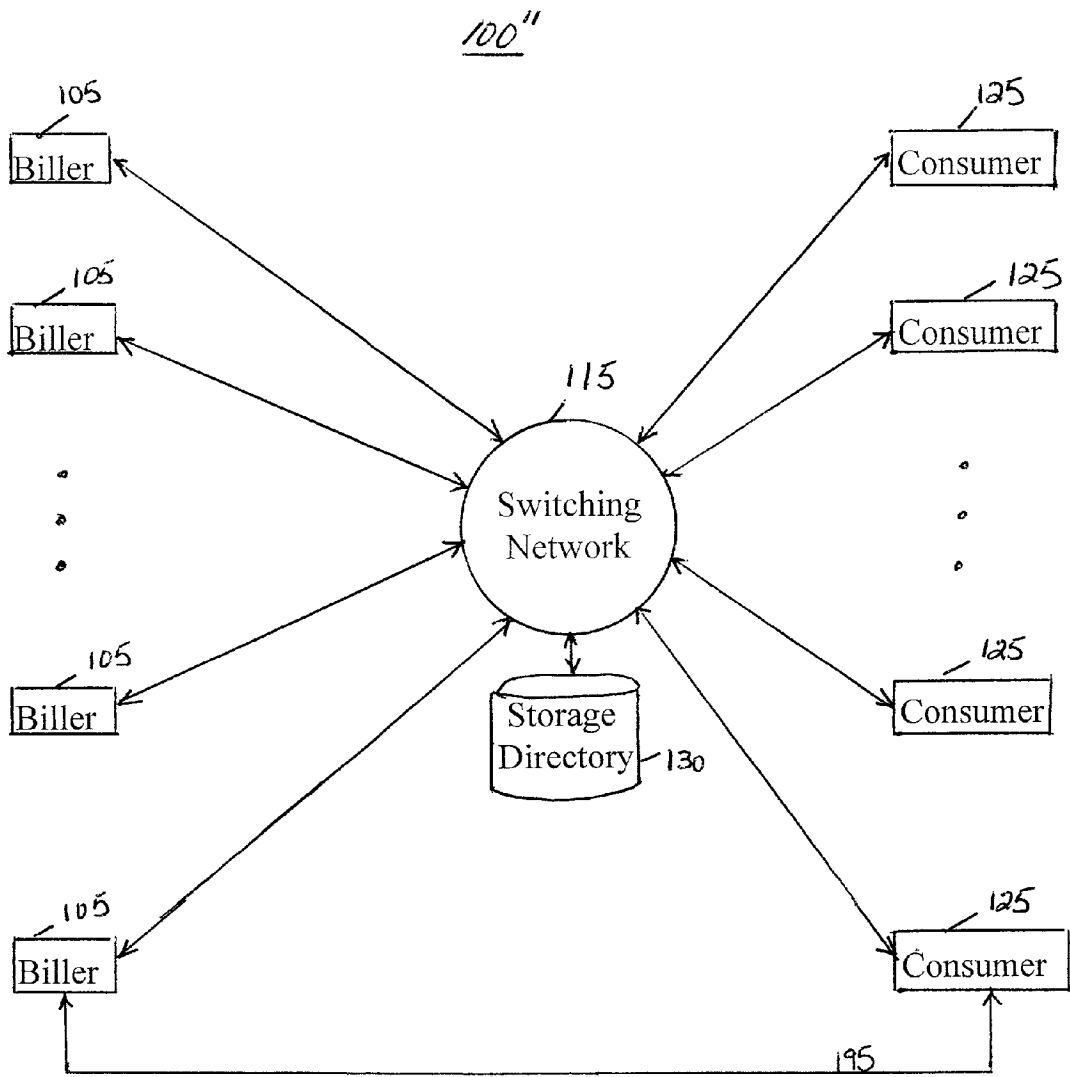 100"
105
125
Biller
Consumer
105
125
Biller
Consumer
115
Switching
Network
105
125
Biller
Consumer
Storage
Directory
130
105
125
Biller
Consumer
195